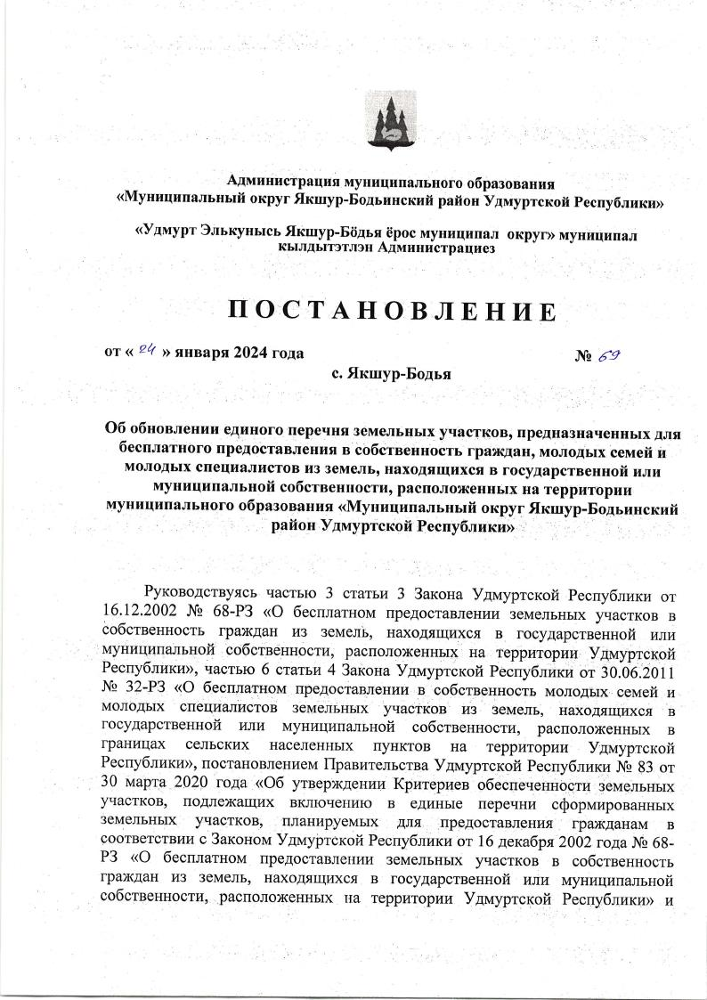 Администрация муниципального образования
«Муниципальный округ Якшур-Бодьинский район Удмуртской Республики»
«Удмурт Элькунысь Якшур-Бӧдья ёрос муниципал округ» муниципал
кылдытэтлэн Администрациез
ПОСТАНОВЛЕНИЕ
от « 24 » января 2024 года № 69
с. Якшур-Бодья
Об обновлении единого перечня земельных участков, предназначенных для
бесплатного предоставления в собственность граждан, молодых семей и
молодых специалистов из земель, находящихся в государственной или
муниципальной собственности, расположенных на территории
муниципального образования «Муниципальный округ Якшур-Бодьинский
район Удмуртской Республики»
Руководствуясь частью 3 статьи 3 Закона Удмуртской Республики от
16.12.2002 № 68-РЗ «О бесплатном предоставлении земельных участков в
собственность граждан из земель, находящихся в государственной или
муниципальной собственности, расположенных на территории Удмуртской
Республики», частью 6 статьи 4 Закона Удмуртской Республики от 30.06.2011
№ 32-РЗ «О бесплатном предоставлении в собственность молодых семей и
молодых специалистов земельных участков из земель, находящихся в
государственной или муниципальной собственности, расположенных в
границах сельских населенных пунктов на территории Удмуртской
Республики», постановлением Правительства Удмуртской Республики № 83 от
30 марта 2020 года «Об утверждении Критериев обеспеченности земельных
участков, подлежащих включению в единые перечни сформированных
земельных участков, планируемых для предоставления гражданам в
соответствии с Законом Удмуртской Республики от 16 декабря 2002 года № 68-
РЗ «О бесплатном предоставлении земельных участков в собственность
граждан из земель, находящихся в государственной или муниципальной
собственности, расположенных на территории Удмуртской Республики» и